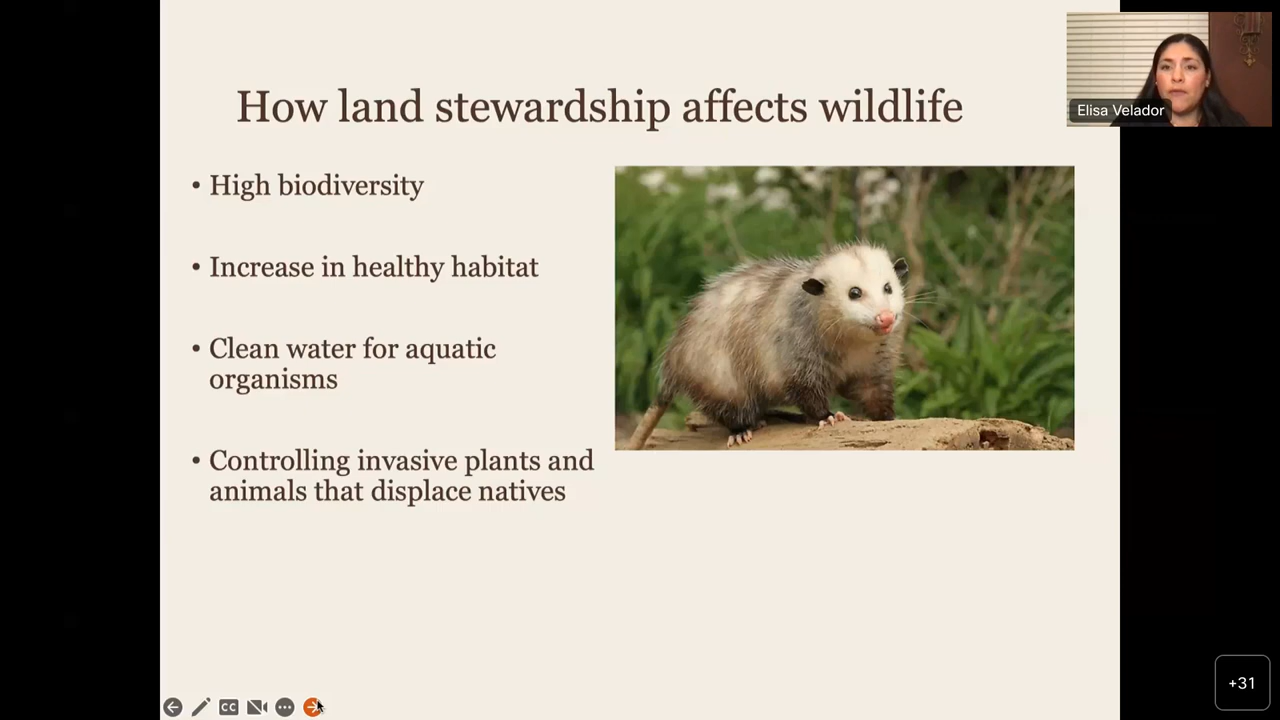 How land stewardship affects wildlife
Elisa Velador
• High biodiversity
• Increase in healthy habitat
• Clean water for aquatic
organisms
• Controlling invasive plants and
animals that displace natives
CC
+31